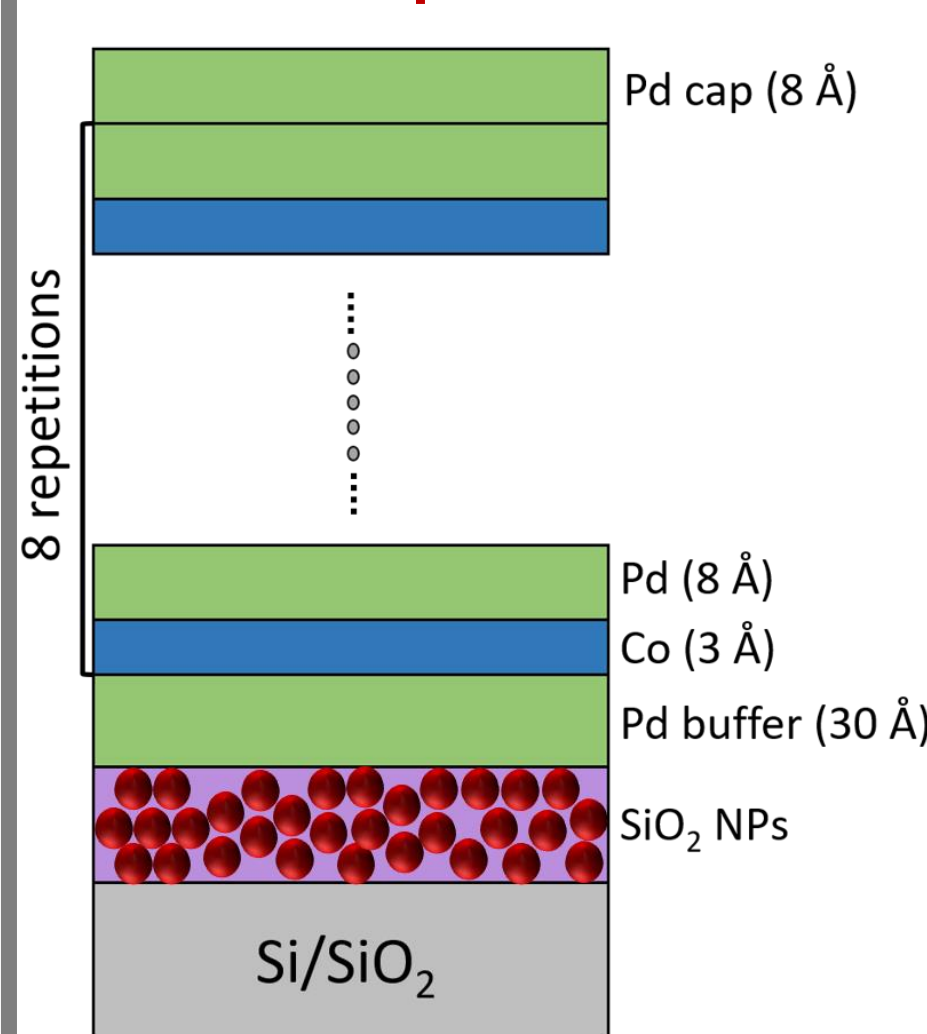 Pd cap (8 Å)
8 repetitions
Pd (8 Å)
Co (3 Å)
Pd buffer (30 Å)
SiO₂ NPs
Si/SiO₂